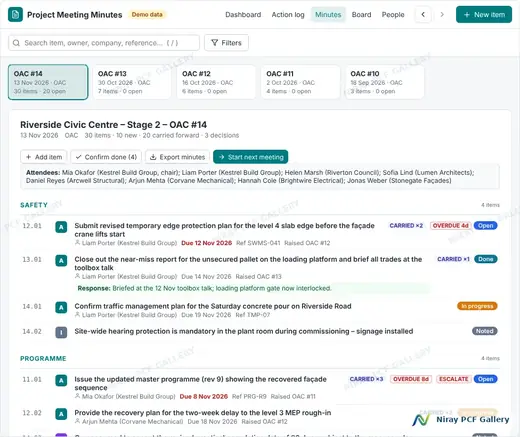 Project Meeting Minutes
Demo data
Dashboard
Action log
Minutes
Board
People
+ New item
Search item, owner, company, reference... ( / )
Filters
OAC #14
13 Nov 2026 · OAC
30 items · 20 open
OAC #13
30 Oct 2026 · OAC
7 items · 0 open
OAC #12
16 Oct 2026 · OAC
6 items · 0 open
OAC #11
2 Oct 2026 · OAC
4 items · 0 open
OAC #10
18 Sep 2026 · OAC
3 items · 0 open
Riverside Civic Centre – Stage 2 – OAC #14
13 Nov 2026 OAC 30 items · 10 new · 20 carried forward · 3 decisions
+ Add item
Confirm done (4)
Export minutes
Start next meeting
Attendees: Mia Okafor (Kestrel Build Group, chair); Liam Porter (Kestrel Build Group); Helen Marsh (Riverton Council); Sofia Lind (Lumen Architects);
Daniel Reyes (Arcwell Structural); Arjun Mehta (Corvane Mechanical); Hannah Cole (Brightwire Electrical); Jonas Weber (Stonegate Façades)
SAFETY
4 items
12.01 A Submit revised temporary edge protection plan for the level 4 slab edge before the façade CARRIED ×2 OVERDUE 4d Open
crane lifts start
Liam Porter (Kestrel Build Group) Due 12 Nov 2026 Ref SWMS-041 Raised OAC #12
13.01 A Close out the near-miss report for the unsecured pallet on the loading platform and brief all trades at the CARRIED ×1 Done
toolbox talk
Liam Porter (Kestrel Build Group) Due 14 Nov 2026 Raised OAC #13
Response: Briefed at the 12 Nov toolbox talk; loading platform gate now interlocked.
14.01 A Confirm traffic management plan for the Saturday concrete pour on Riverside Road In progress
Liam Porter (Kestrel Build Group) Due 19 Nov 2026 Ref TMP-07
14.02 I Site-wide hearing protection is mandatory in the plant room during commissioning – signage installed Noted
PROGRAMME
4 items
11.01 A Issue the updated master programme (rev 9) showing the recovered façade CARRIED ×3 OVERDUE 8d ESCALATE Open
sequence
Mia Okafor (Kestrel Build Group) Due 8 Nov 2026 Ref PRG-R9 Raised OAC #11
12.02 A Provide the recovery plan for the two-week delay to the level 3 MEP rough-in
Arjun Mehta (Corvane Mechanical) Due 18 Nov 2026 Raised OAC #12
Niray PCF Gallery